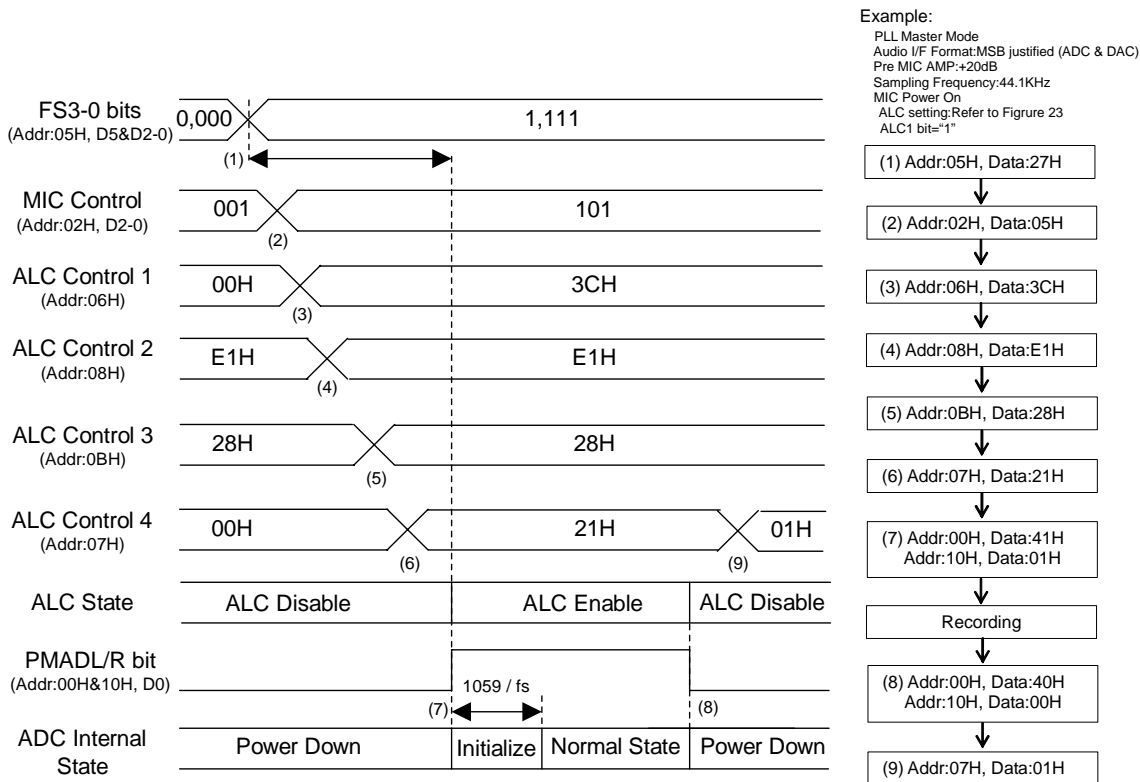 FS3-0 bits
(Addr:05H, D5&D2-0)
0,000
1,111
(1)
MIC Control
(Addr:02H, D2-0)
001
101
(2)
ALC Control 1
(Addr:06H)
00H
3CH
(3)
ALC Control 2
(Addr:08H)
E1H
E1H
(4)
ALC Control 3
(Addr:0BH)
28H
28H
(5)
ALC Control 4
(Addr:07H)
00H
21H
01H
(6)
(9)
ALC State
ALC Disable
ALC Enable
ALC Disable
PMADL/R bit
(Addr:00H&10H, D0)
1059 / fs
(7)
(8)
ADC Internal
State
Power Down
Initialize
Normal State
Power Down
Example:
PLL Master Mode
Audio I/F Format:MSB justified (ADC & DAC)
Pre MIC AMP:+20dB
Sampling Frequency:44.1KHz
MIC Power On
ALC setting:Refer to Figrure 23
ALC1 bit=“1”
(1) Addr:05H, Data:27H
(2) Addr:02H, Data:05H
(3) Addr:06H, Data:3CH
(4) Addr:08H, Data:E1H
(5) Addr:0BH, Data:28H
(6) Addr:07H, Data:21H
(7) Addr:00H, Data:41H
Addr:10H, Data:01H
Recording
(8) Addr:00H, Data:40H
Addr:10H, Data:00H
(9) Addr:07H, Data:01H